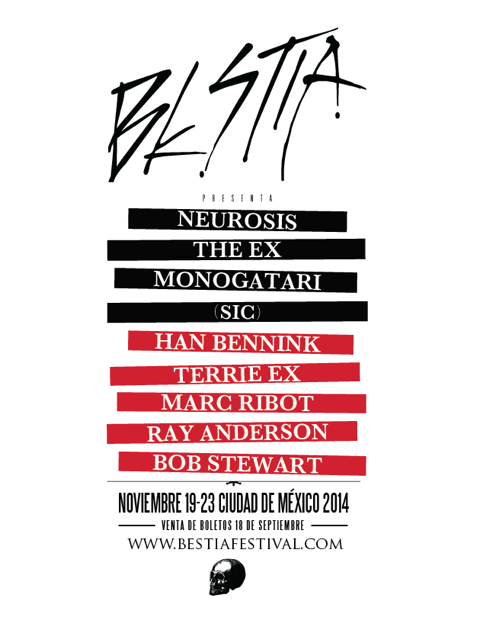 BESTIA
PRESENTA
NEUROSIS
THE EX
MONOGATARI
(SIC)
HAN BENNINK
TERRIE EX
MARC RIBOT
RAY ANDERSON
BOB STEWART
NOVIEMBRE 19-23 CIUDAD DE MÉXICO 2014
VENTA DE BOLETOS 18 DE SEPTIEMBRE
WWW.BESTIAFESTIVAL.COM